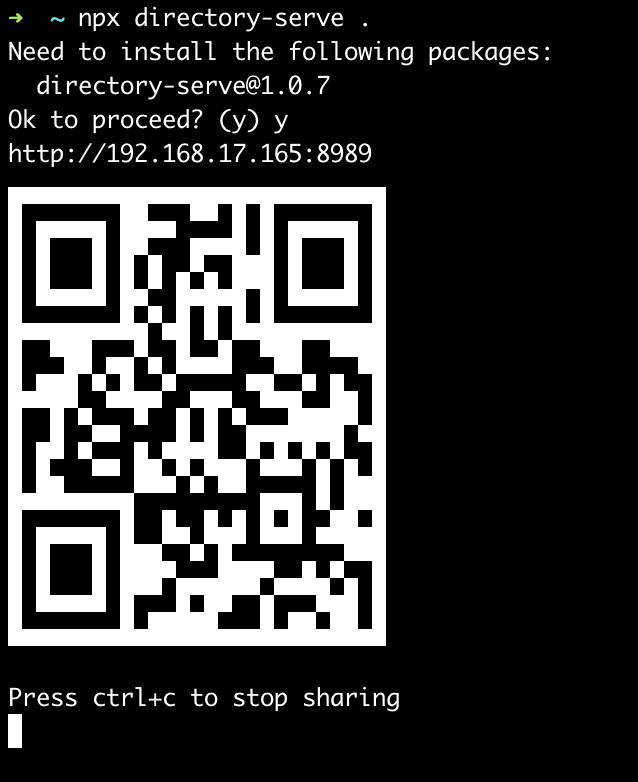 ➜ ~ npx directory-serve .
Need to install the following packages:
directory-serve@1.0.7
Ok to proceed? (y) y
http://192.168.17.165:8989
Press ctrl+c to stop sharing